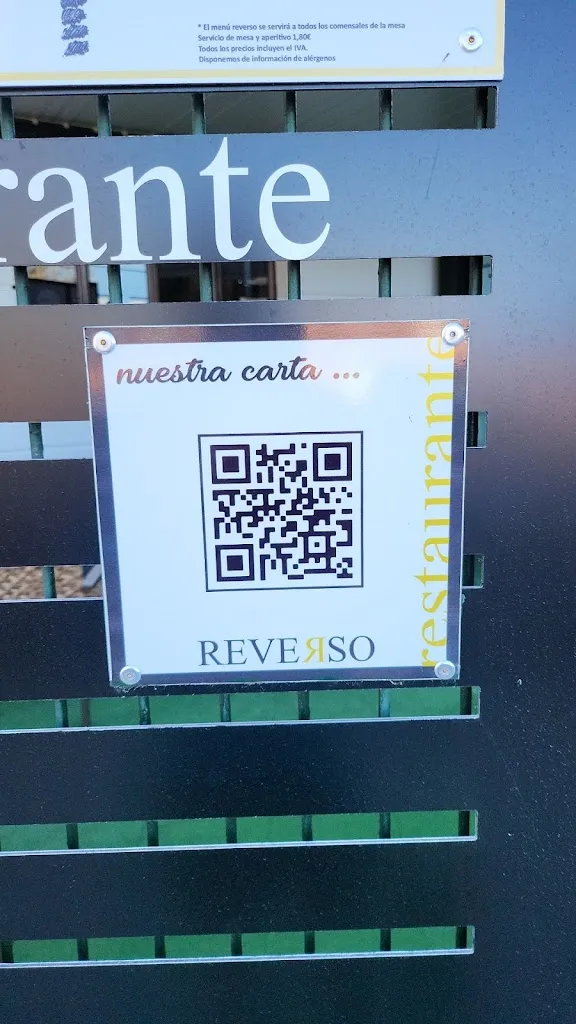 * El menú reverso se servirá a todos los comensales de la mesa
Servicio de mesa y aperitivo 1,80€
Todos los precios incluyen el IVA.
Disponemos de información de alérgenos
rante
nuestra carta ...
restaurante
REVEЯSO